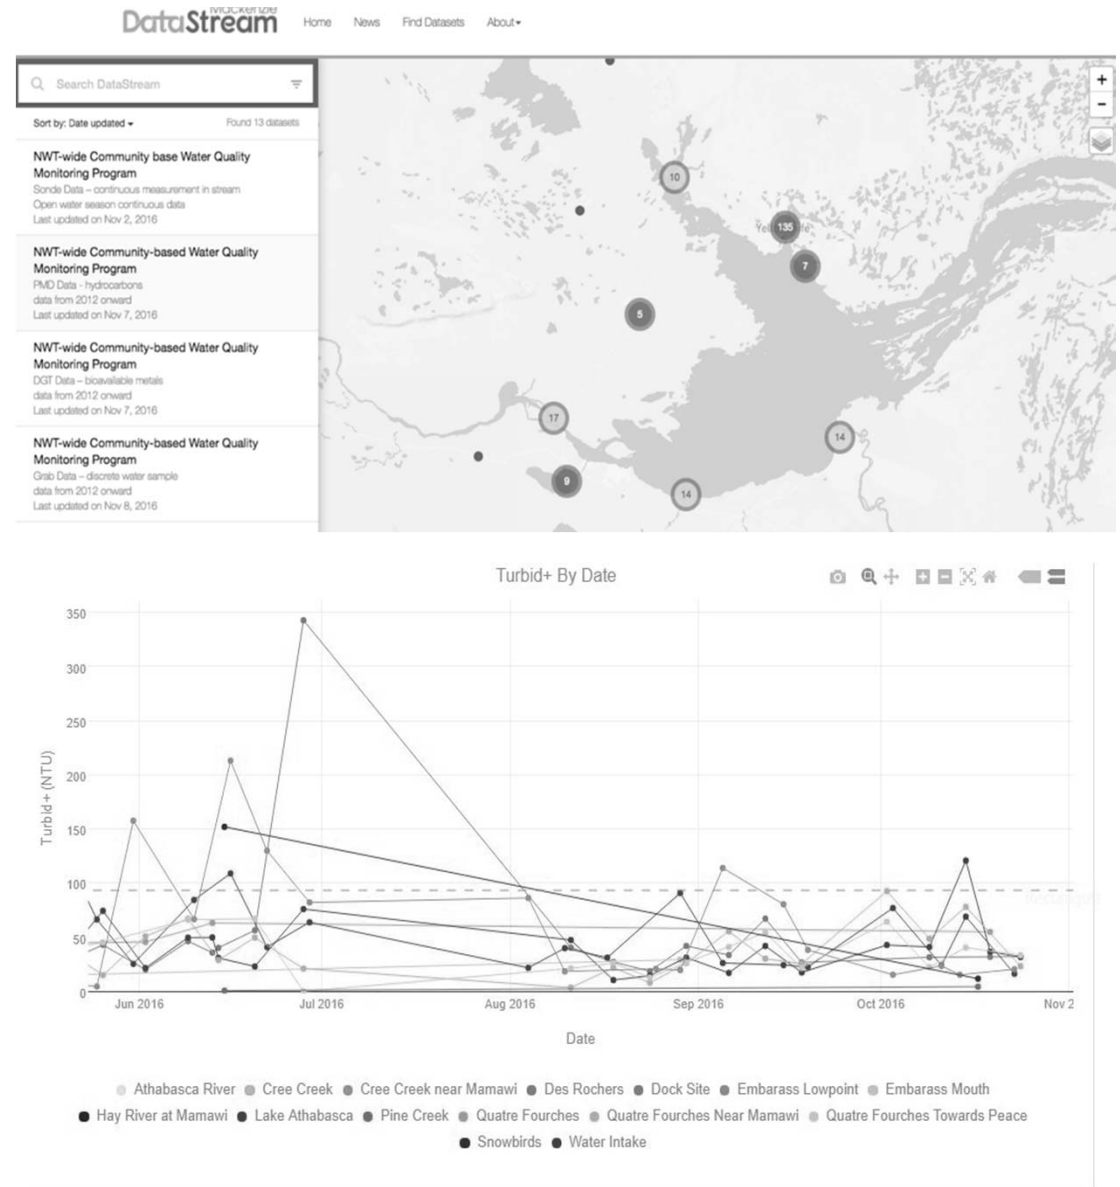 Mackenzie
DataStream
Home News Find Datasets About
Search DataStream
Sort by: Date updated Found 13 datasets
NWT-wide Community base Water Quality
Monitoring Program
Sonde Data – continuous measurement in stream
Open water season continuous data
Last updated on Nov 2, 2016
NWT-wide Community-based Water Quality
Monitoring Program
PMD Data - hydrocarbons
data from 2012 onward
Last updated on Nov 7, 2016
NWT-wide Community-based Water Quality
Monitoring Program
DGT Data – bioavailable metals
data from 2012 onward
Last updated on Nov 7, 2016
NWT-wide Community-based Water Quality
Monitoring Program
Grab Data – discrete water sample
data from 2012 onward
Last updated on Nov 8, 2016
10
135
7
5
17
14
9
14
+
-
Turbid+ By Date
350
300
250
200
150
100
50
0
Turbid+ (NTU)
Jun 2016 Jul 2016 Aug 2016 Sep 2016 Oct 2016 Nov 2
Date
Athabasca River Cree Creek Cree Creek near Mamawi Des Rochers Dock Site Embarass Lowpoint Embarass Mouth
Hay River at Mamawi Lake Athabasca Pine Creek Quatre Fourches Quatre Fourches Near Mamawi Quatre Fourches Towards Peace
Snowbirds Water Intake